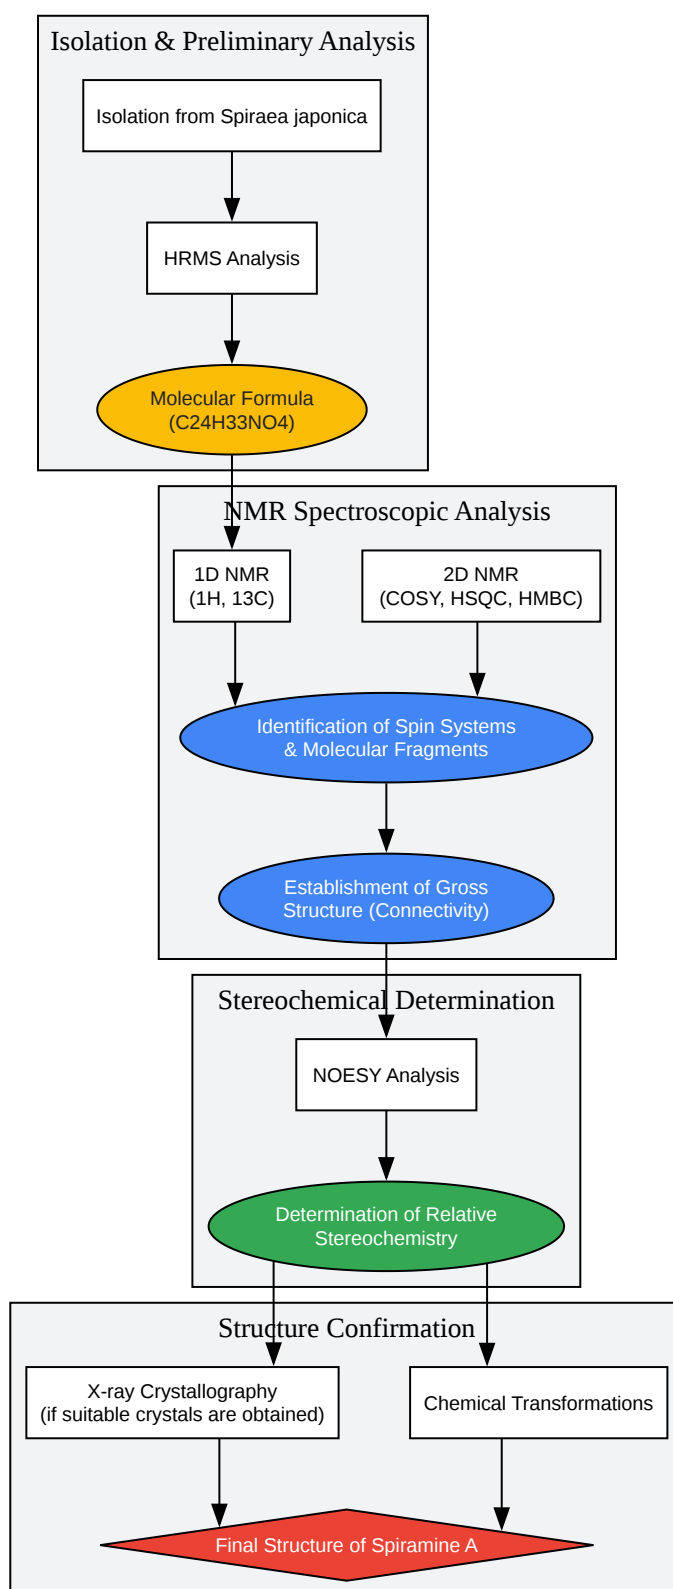 Isolation & Preliminary Analysis
Isolation from Spiraea japonica
HRMS Analysis
Molecular Formula
(C24H33NO4)
NMR Spectroscopic Analysis
1D NMR
(1H, 13C)
2D NMR
(COSY, HSQC, HMBC)
Identification of Spin Systems
& Molecular Fragments
Establishment of Gross
Structure (Connectivity)
Stereochemical Determination
NOESY Analysis
Determination of Relative
Stereochemistry
Structure Confirmation
X-ray Crystallography
(if suitable crystals are obtained)
Chemical Transformations
Final Structure of Spiramine A